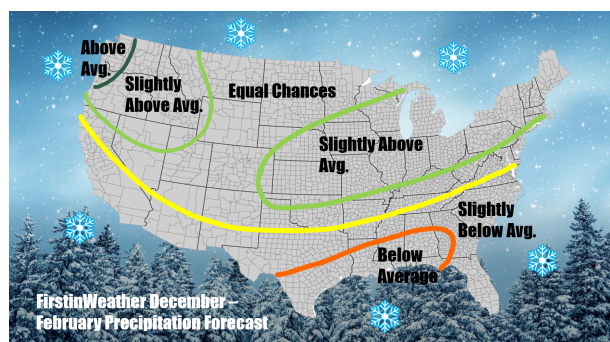 Above
Avg.
Slightly
Above Avg.
Equal Chances
Slightly Above
Avg.
Slightly
Below Avg.
Below
Average
FirstinWeather December –
February Precipitation Forecast